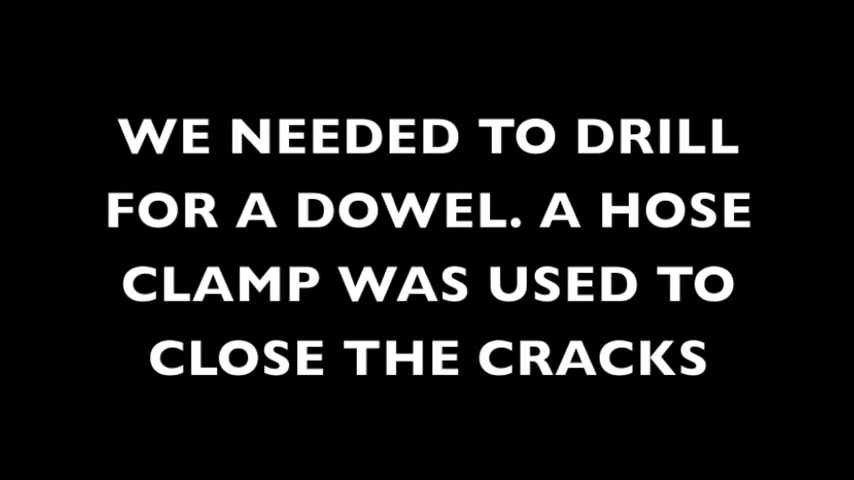 WE NEEDED TO DRILL
FOR A DOWEL. A HOSE
CLAMP WAS USED TO
CLOSE THE CRACKS